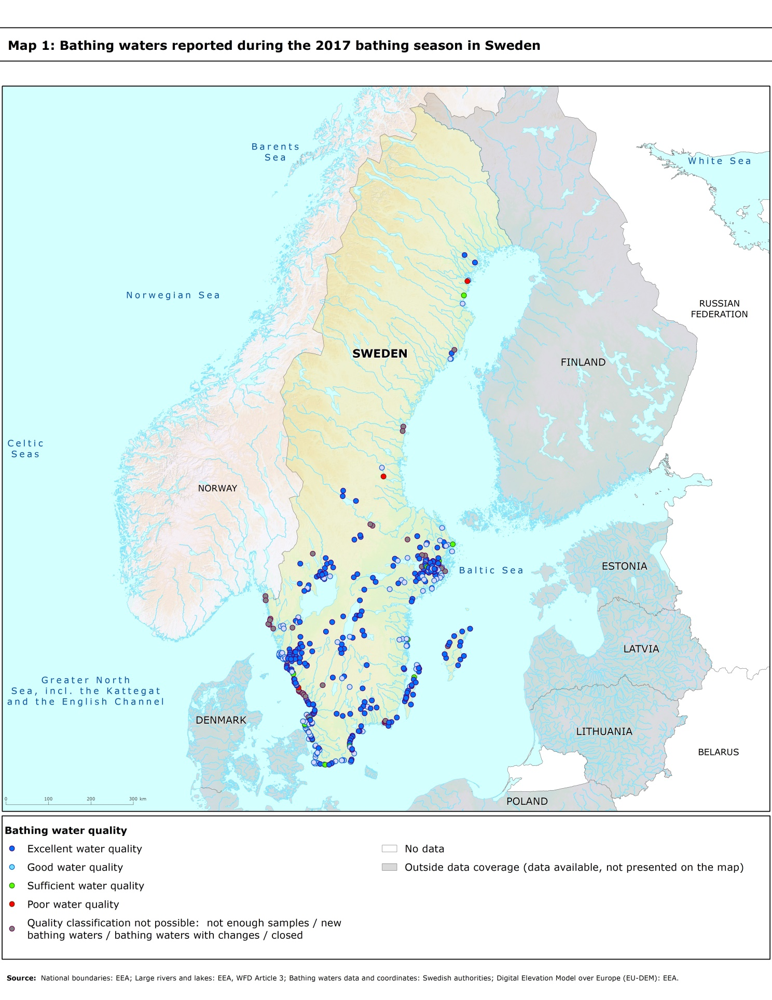 Map 1: Bathing waters reported during the 2017 bathing season in Sweden
Barents
Sea
White Sea
Norwegian Sea
RUSSIAN
FEDERATION
SWEDEN
FINLAND
Celtic
Seas
NORWAY
ESTONIA
Baltic Sea
LATVIA
Greater North
Sea, incl. the Kattegat
and the English Channel
DENMARK
LITHUANIA
BELARUS
0 100 200 300 km
POLAND
Bathing water quality
Excellent water quality
Good water quality
Sufficient water quality
Poor water quality
Quality classification not possible: not enough samples / new
bathing waters / bathing waters with changes / closed
No data
Outside data coverage (data available, not presented on the map)
Source: National boundaries: EEA; Large rivers and lakes: EEA, WFD Article 3; Bathing waters data and coordinates: Swedish authorities; Digital Elevation Model over Europe (EU-DEM): EEA.